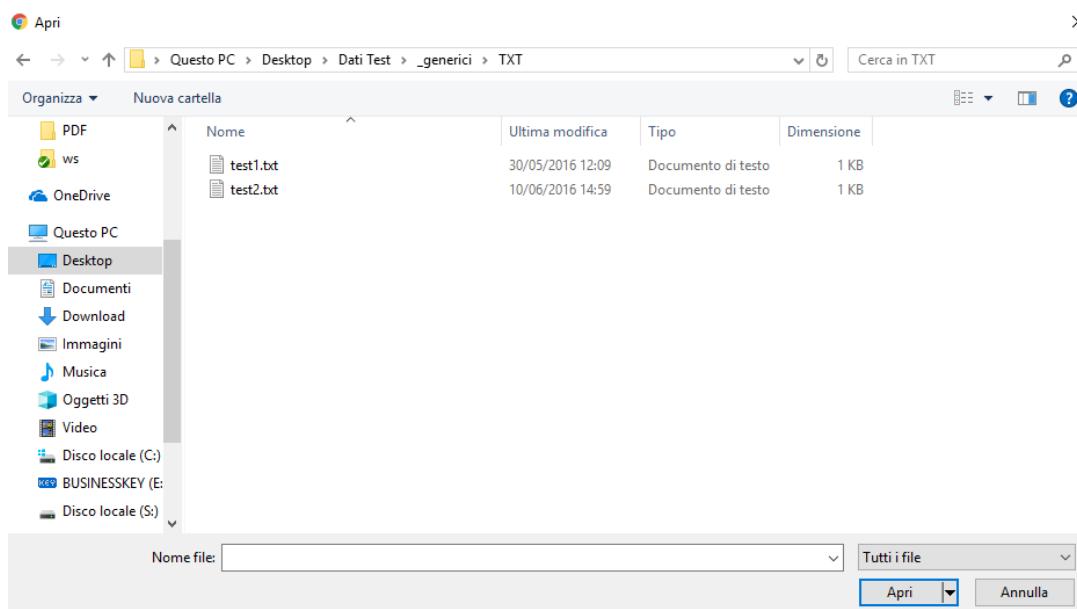 Apri
Questo PC > Desktop > Dati Test > _generici > TXT
Cerca in TXT
Organizza
Nuova cartella
PDF
ws
OneDrive
Questo PC
Desktop
Documenti
Download
Immagini
Musica
Oggetti 3D
Video
Disco locale (C:)
KEY BUSINESSKEY (E:
Disco locale (S:)
Nome Ultima modifica Tipo Dimensione
test1.txt 30/05/2016 12:09 Documento di testo 1 KB
test2.txt 10/06/2016 14:59 Documento di testo 1 KB
Nome file:
Tutti i file
Apri
Annulla